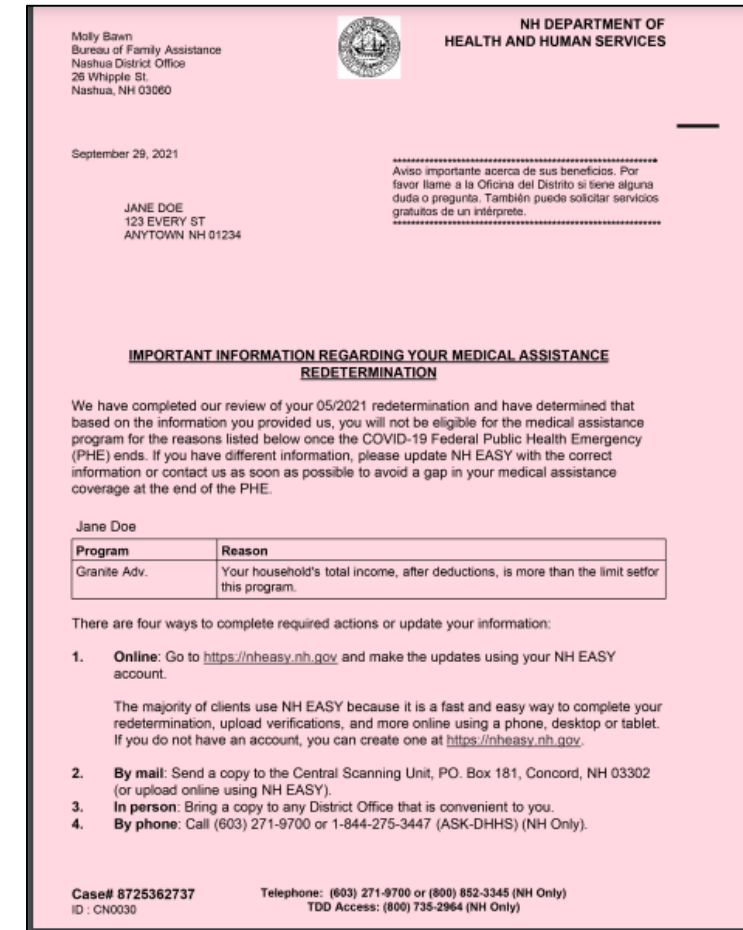 Molly Bawn
Bureau of Family Assistance
Nashua District Office
26 Whipple St.
Nashua, NH 03060
NH DEPARTMENT OF
HEALTH AND HUMAN SERVICES
September 29, 2021
JANE DOE
123 EVERY ST
ANYTOWN NH 01234
************************************************************
Aviso importante acerca de sus beneficios. Por
favor llame a la Oficina del Distrito si tiene alguna
duda o pregunta. También puede solicitar servicios
gratuitos de un intérprete.
************************************************************
IMPORTANT INFORMATION REGARDING YOUR MEDICAL ASSISTANCE
REDETERMINATION
We have completed our review of your 05/2021 redetermination and have determined that
based on the information you provided us, you will not be eligible for the medical assistance
program for the reasons listed below once the COVID-19 Federal Public Health Emergency
(PHE) ends. If you have different information, please update NH EASY with the correct
information or contact us as soon as possible to avoid a gap in your medical assistance
coverage at the end of the PHE.
Jane Doe
Program Reason
Granite Adv. Your household's total income, after deductions, is more than the limit setfor
this program.
There are four ways to complete required actions or update your information:
1. Online: Go to https://nheasy.nh.gov and make the updates using your NH EASY
account.
The majority of clients use NH EASY because it is a fast and easy way to complete your
redetermination, upload verifications, and more online using a phone, desktop or tablet.
If you do not have an account, you can create one at https://nheasy.nh.gov.
2. By mail: Send a copy to the Central Scanning Unit, PO. Box 181, Concord, NH 03302
(or upload online using NH EASY).
3. In person: Bring a copy to any District Office that is convenient to you.
4. By phone: Call (603) 271-9700 or 1-844-275-3447 (ASK-DHHS) (NH Only).
Case# 8725362737 Telephone: (603) 271-9700 or (800) 852-3345 (NH Only)
ID : CN0030 TDD Access: (800) 735-2964 (NH Only)